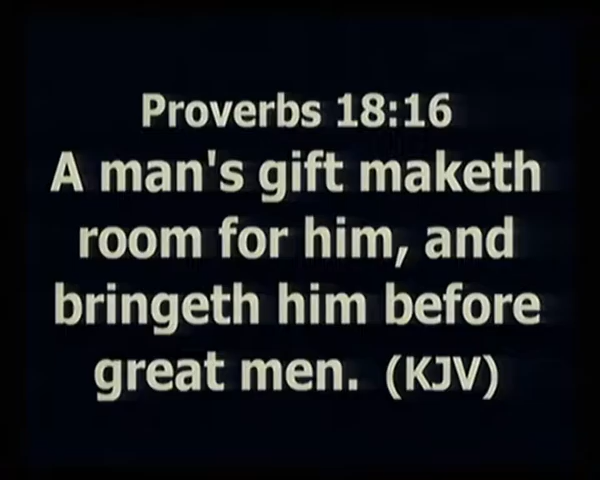 Proverbs 18:16
A man's gift maketh
room for him, and
bringeth him before
great men. (KJV)